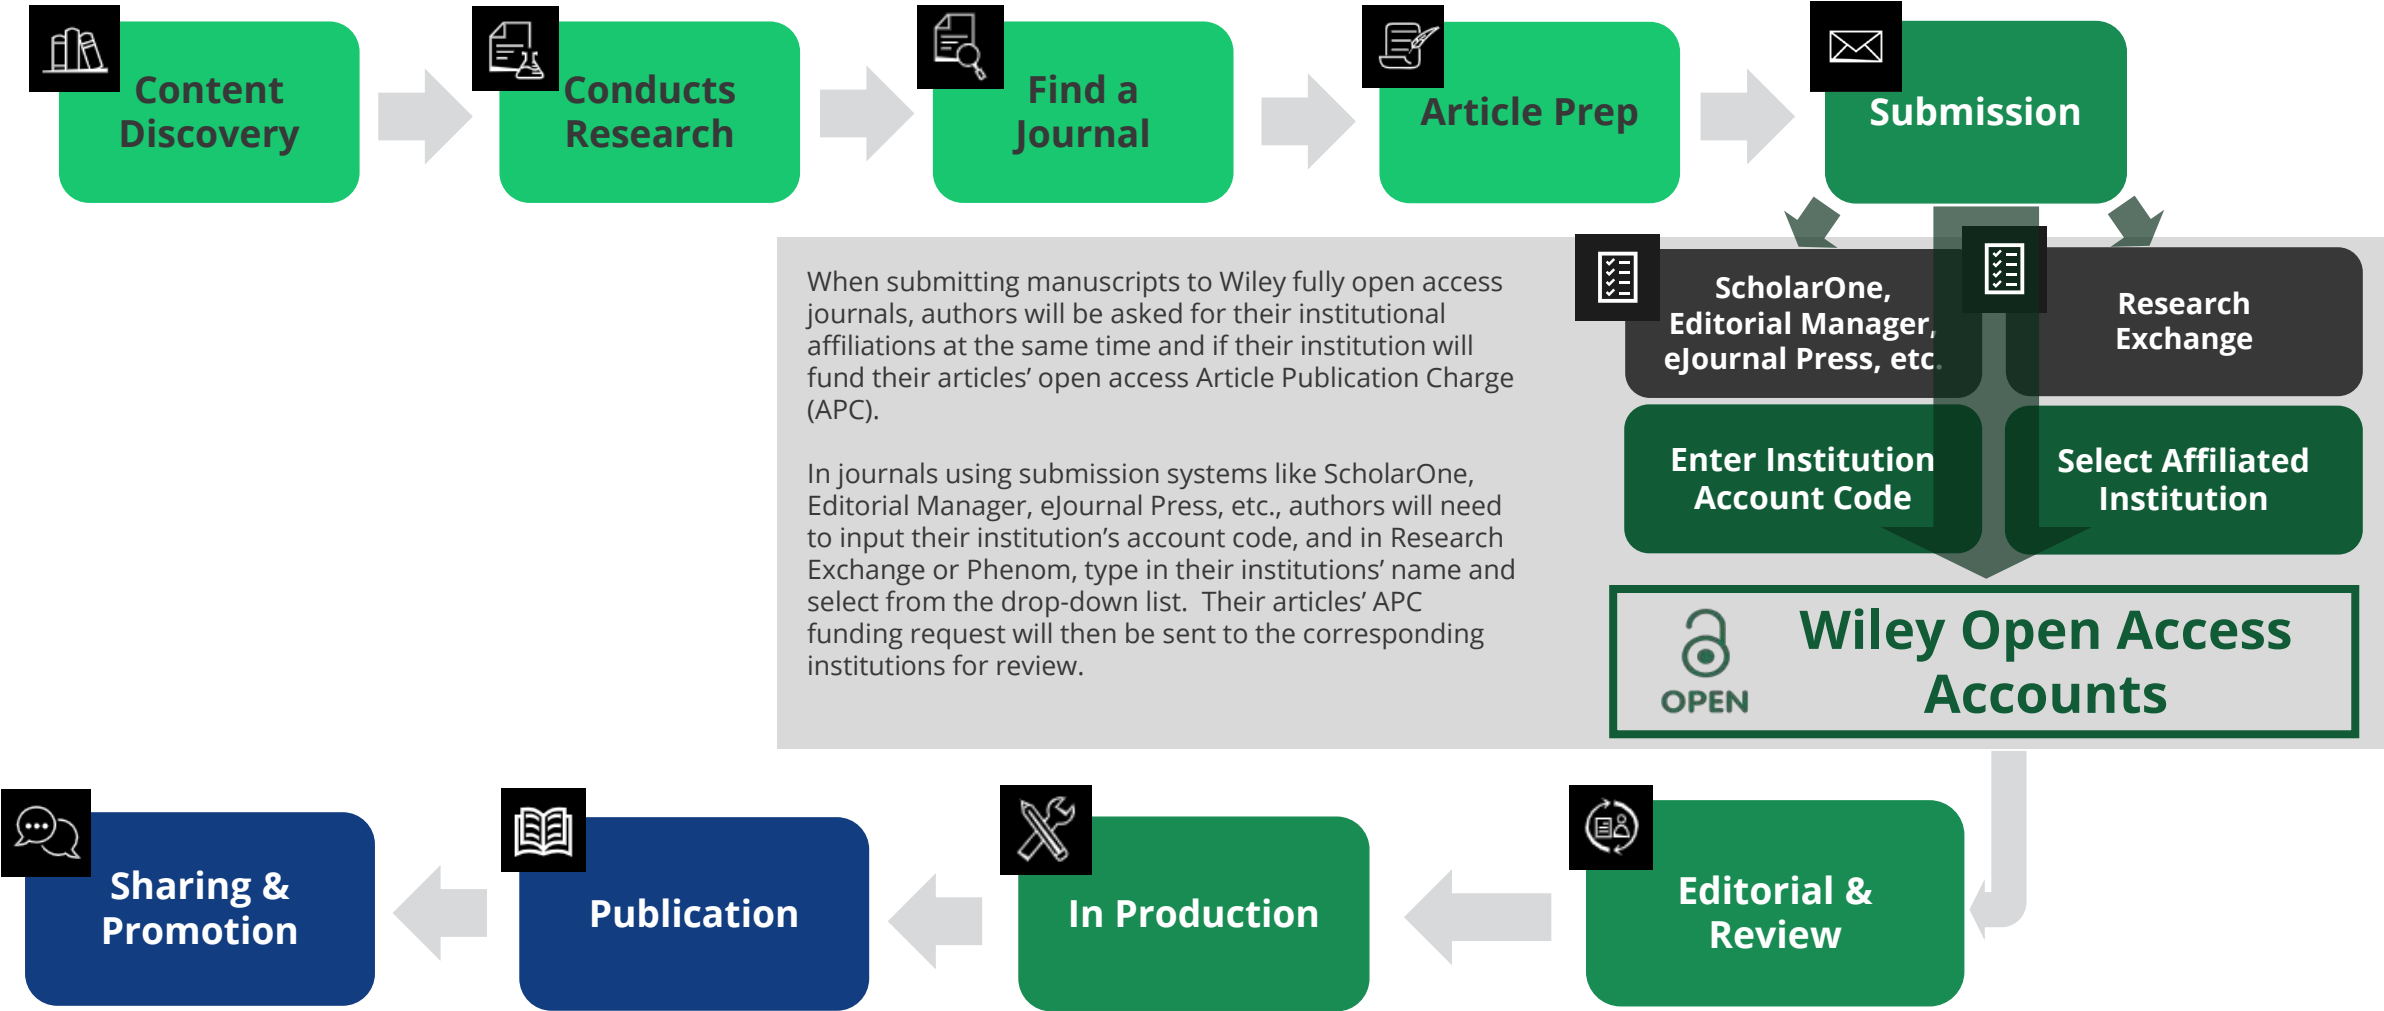 Content
Discovery
Conducts
Research
Find a
Journal
Article Prep
Submission
When submitting manuscripts to Wiley fully open access
journals, authors will be asked for their institutional
affiliations at the same time and if their institution will
fund their articles’ open access Article Publication Charge
(APC).
In journals using submission systems like ScholarOne,
Editorial Manager, eJournal Press, etc., authors will need
to input their institution’s account code, and in Research
Exchange or Phenom, type in their institutions’ name and
select from the drop-down list.  Their articles’ APC
funding request will then be sent to the corresponding
institutions for review.
ScholarOne,
Editorial Manager,
eJournal Press, etc.
Research
Exchange
Enter Institution
Account Code
Select Affiliated
Institution
OPEN
Wiley Open Access
Accounts
Sharing &
Promotion
Publication
In Production
Editorial &
Review